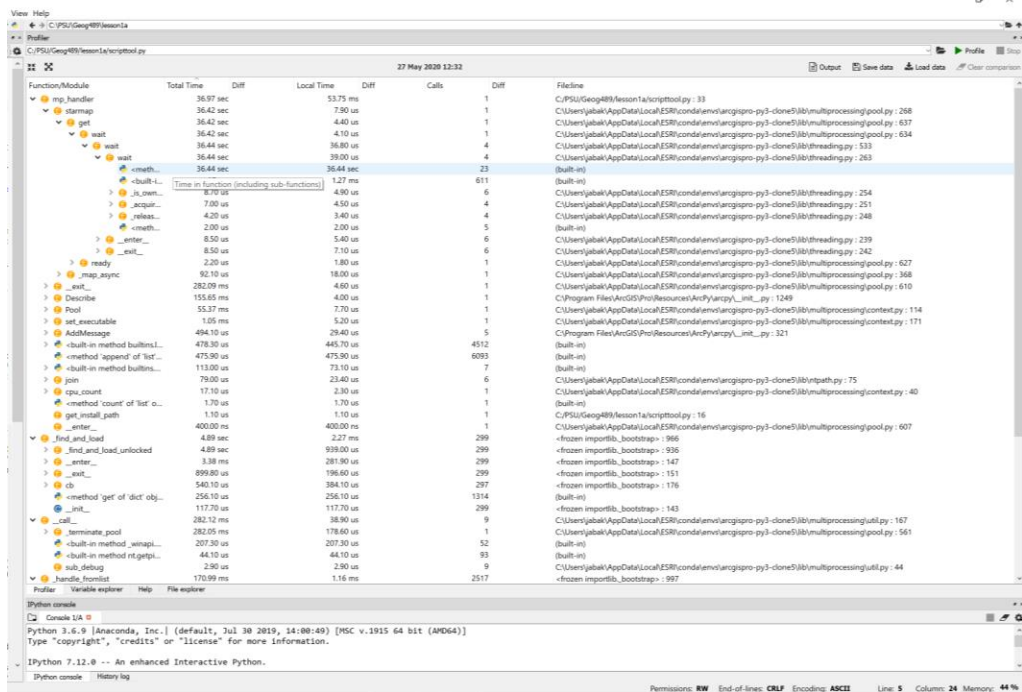 View Help
C:\PSU\Geog489\lesson1a
Profiler
C:/PSU/Geog489/lesson1a/scripttool.py Profile Stop
27 May 2020 12:32 Output Save data Load data Clear comparison
Function/Module Total Time Diff Local Time Diff Calls Diff File:line
mp_handler 36.97 sec 53.75 ms 1 C:/PSU/Geog489/lesson1a/scripttool.py : 33
starmap 36.42 sec 7.90 us 1 C:\Users\jabak\AppData\Local\ESRI\conda\envs\arcgispro-py3-clone5\lib\multiprocessing\pool.py : 268
get 36.42 sec 4.40 us 1 C:\Users\jabak\AppData\Local\ESRI\conda\envs\arcgispro-py3-clone5\lib\multiprocessing\pool.py : 637
wait 36.42 sec 4.10 us 1 C:\Users\jabak\AppData\Local\ESRI\conda\envs\arcgispro-py3-clone5\lib\multiprocessing\pool.py : 634
wait 36.44 sec 36.80 us 4 C:\Users\jabak\AppData\Local\ESRI\conda\envs\arcgispro-py3-clone5\lib\threading.py : 533
wait 36.44 sec 39.00 us 4 C:\Users\jabak\AppData\Local\ESRI\conda\envs\arcgispro-py3-clone5\lib\threading.py : 263
<meth... 36.44 sec 36.44 sec 23 (built-in)
<built-i... Time in function (including sub-functions) 1.27 ms 611 (built-in)
_is_own... 8.70 us 4.90 us 6 C:\Users\jabak\AppData\Local\ESRI\conda\envs\arcgispro-py3-clone5\lib\threading.py : 254
_acquir... 7.00 us 4.50 us 4 C:\Users\jabak\AppData\Local\ESRI\conda\envs\arcgispro-py3-clone5\lib\threading.py : 251
_releas... 4.20 us 3.40 us 4 C:\Users\jabak\AppData\Local\ESRI\conda\envs\arcgispro-py3-clone5\lib\threading.py : 248
<meth... 2.00 us 2.00 us 5 (built-in)
__enter__ 8.50 us 5.40 us 6 C:\Users\jabak\AppData\Local\ESRI\conda\envs\arcgispro-py3-clone5\lib\threading.py : 239
__exit__ 8.50 us 7.10 us 6 C:\Users\jabak\AppData\Local\ESRI\conda\envs\arcgispro-py3-clone5\lib\threading.py : 242
ready 2.20 us 1.80 us 1 C:\Users\jabak\AppData\Local\ESRI\conda\envs\arcgispro-py3-clone5\lib\multiprocessing\pool.py : 627
_map_async 92.10 us 18.00 us 1 C:\Users\jabak\AppData\Local\ESRI\conda\envs\arcgispro-py3-clone5\lib\multiprocessing\pool.py : 368
__exit__ 282.09 ms 4.60 us 1 C:\Users\jabak\AppData\Local\ESRI\conda\envs\arcgispro-py3-clone5\lib\multiprocessing\pool.py : 610
Describe 155.65 ms 4.00 us 1 C:\Program Files\ArcGIS\Pro\Resources\ArcPy\arcpy\__init__.py : 1249
Pool 55.37 ms 7.70 us 1 C:\Users\jabak\AppData\Local\ESRI\conda\envs\arcgispro-py3-clone5\lib\multiprocessing\context.py : 114
set_executable 1.05 ms 5.20 us 1 C:\Users\jabak\AppData\Local\ESRI\conda\envs\arcgispro-py3-clone5\lib\multiprocessing\context.py : 171
AddMessage 494.10 us 29.40 us 5 C:\Program Files\ArcGIS\Pro\Resources\ArcPy\arcpy\__init__.py : 321
<built-in method builtins.l... 478.30 us 445.70 us 4512 (built-in)
<method 'append' of 'list'... 475.90 us 475.90 us 6093 (built-in)
<built-in method builtins.... 113.00 us 73.10 us 7 (built-in)
join 79.00 us 23.40 us 6 C:\Users\jabak\AppData\Local\ESRI\conda\envs\arcgispro-py3-clone5\lib\ntpath.py : 75
cpu_count 17.10 us 2.30 us 1 C:\Users\jabak\AppData\Local\ESRI\conda\envs\arcgispro-py3-clone5\lib\multiprocessing\context.py : 40
<method 'count' of 'list' o... 1.70 us 1.70 us 1 (built-in)
get_install_path 1.10 us 1.10 us 1 C:/PSU/Geog489/lesson1a/scripttool.py : 16
__enter__ 400.00 ns 400.00 ns 1 C:\Users\jabak\AppData\Local\ESRI\conda\envs\arcgispro-py3-clone5\lib\multiprocessing\pool.py : 607
_find_and_load 4.89 sec 2.27 ms 299 <frozen importlib._bootstrap> : 966
_find_and_load_unlocked 4.89 sec 939.00 us 299 <frozen importlib._bootstrap> : 936
__enter__ 3.38 ms 281.90 us 299 <frozen importlib._bootstrap> : 147
__exit__ 899.80 us 196.60 us 299 <frozen importlib._bootstrap> : 151
cb 540.10 us 384.10 us 297 <frozen importlib._bootstrap> : 176
<method 'get' of 'dict' obj... 256.10 us 256.10 us 1314 (built-in)
__init__ 117.70 us 117.70 us 299 <frozen importlib._bootstrap> : 143
__call__ 282.12 ms 38.90 us 9 C:\Users\jabak\AppData\Local\ESRI\conda\envs\arcgispro-py3-clone5\lib\multiprocessing\util.py : 167
_terminate_pool 282.05 ms 178.60 us 1 C:\Users\jabak\AppData\Local\ESRI\conda\envs\arcgispro-py3-clone5\lib\multiprocessing\pool.py : 561
<built-in method _winapi.... 207.30 us 207.30 us 52 (built-in)
<built-in method nt.getpi... 44.10 us 44.10 us 93 (built-in)
sub_debug 2.90 us 2.90 us 9 C:\Users\jabak\AppData\Local\ESRI\conda\envs\arcgispro-py3-clone5\lib\multiprocessing\util.py : 44
_handle_fromlist 170.99 ms 1.16 ms 2517 <frozen importlib._bootstrap> : 997
Profiler Variable explorer Help File explorer
IPython console
Console 1/A
Python 3.6.9 |Anaconda, Inc.| (default, Jul 30 2019, 14:00:49) [MSC v.1915 64 bit (AMD64)]
Type "copyright", "credits" or "license" for more information.
IPython 7.12.0 -- An enhanced Interactive Python.
IPython console History log
Permissions: RW End-of-lines: CRLF Encoding: ASCII Line: 5 Column: 24 Memory: 44 %